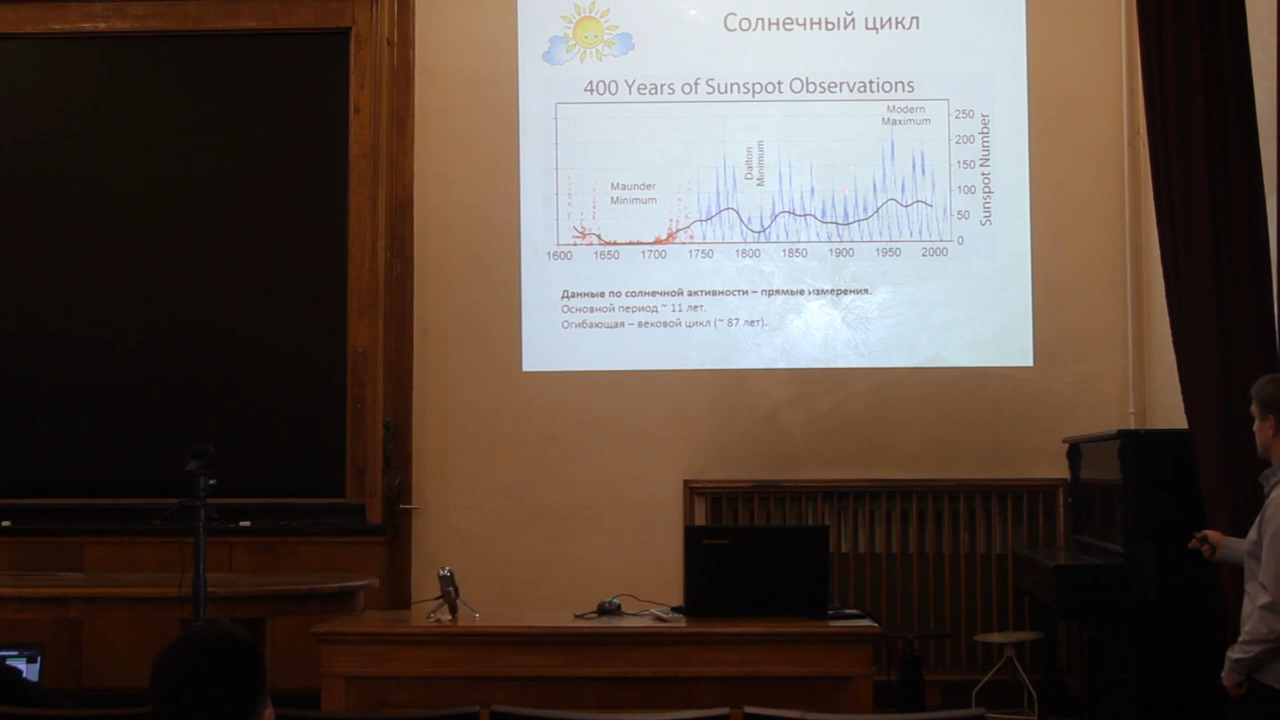 Солнечный цикл
400 Years of Sunspot Observations
Modern
Maximum
Dalton
Minimum
Maunder
Minimum
250
200
150
100
50
0
Sunspot Number
1600 1650 1700 1750 1800 1850 1900 1950 2000
Данные по солнечной активности – прямые измерения.
Основной период ~ 11 лет.
Огибающая – вековой цикл (~ 87 лет).